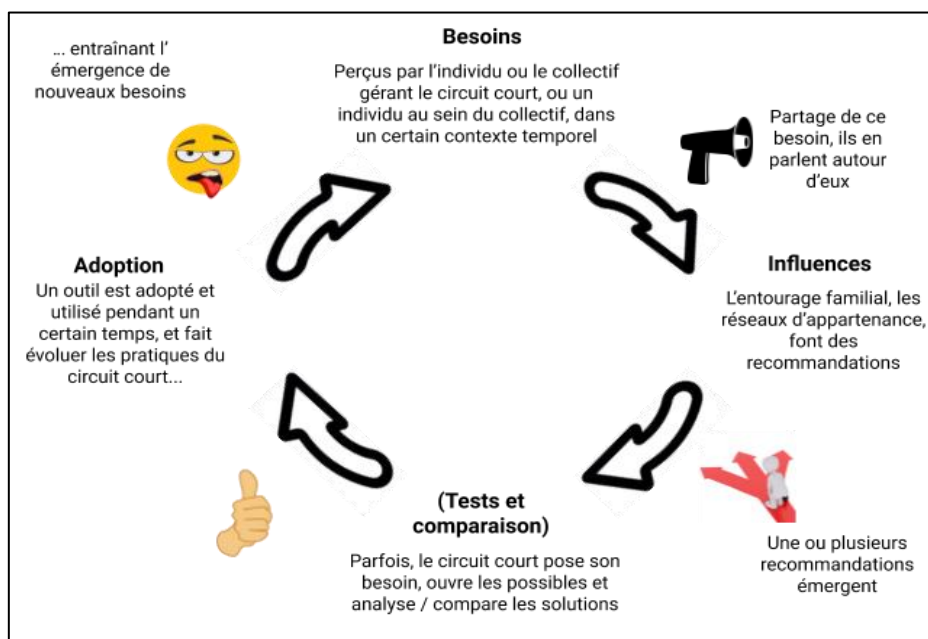 Besoins
Perçus par l'individu ou le collectif
gérant le circuit court, ou un
individu au sein du collectif, dans
un certain contexte temporel
Partage de ce
besoin, ils en
parlent autour
d'eux
Influences
L'entourage familial, les
réseaux d'appartenance,
font des
recommandations
Une ou plusieurs
recommandations
émergent
(Tests et
comparaison)
Parfois, le circuit court pose son
besoin, ouvre les possibles et
analyse / compare les solutions
Adoption
Un outil est adopté et
utilisé pendant un
certain temps, et fait
évoluer les pratiques du
circuit court...
... entraînant l'
émergence de
nouveaux besoins